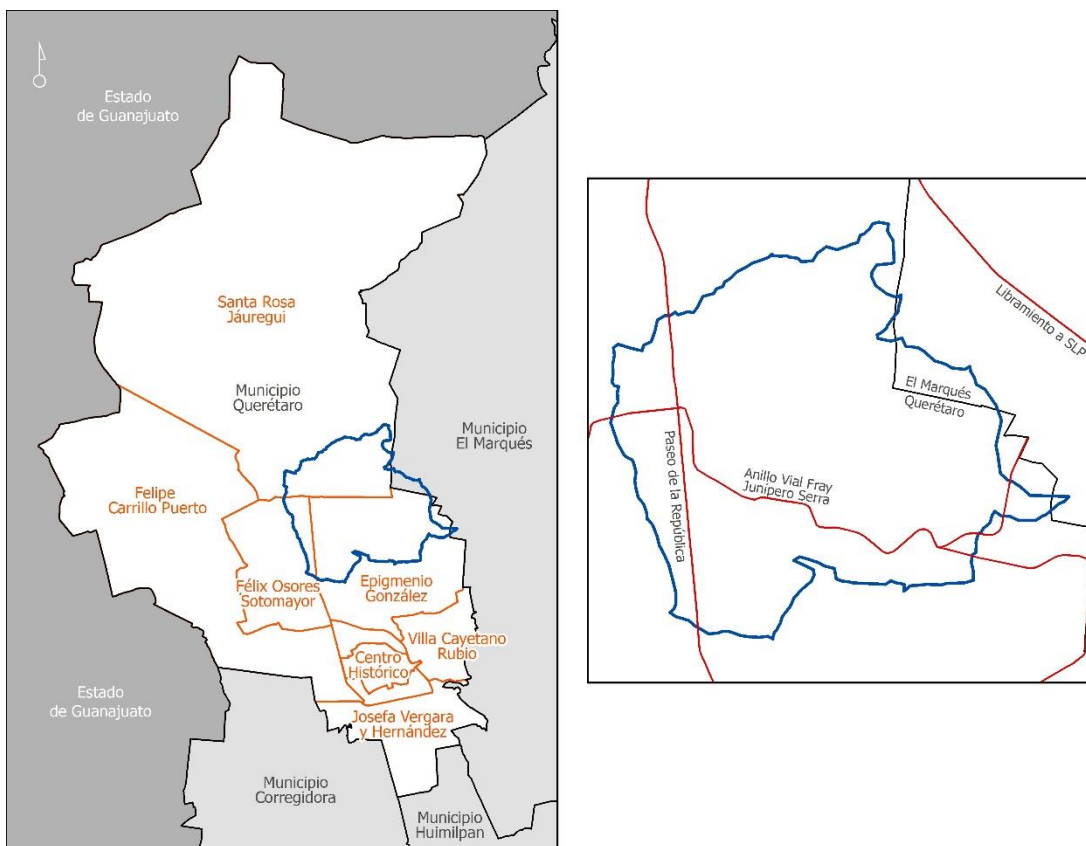 Estado
de Guanajuato
Santa Rosa
Jáuregui
Municipio
Querétaro
Municipio
El Marqués
Felipe
Carrillo Puerto
Félix Osores
Sotomayor
Epigmenio
González
Villa Cayetano
Rubio
Centro
Histórico
Estado
de Guanajuato
Josefa Vergara
y Hernández
Municipio
Corregidora
Municipio
Huimilpan
Libramiento a SLP
El Marqués
Querétaro
Paseo de la República
Anillo Vial Fray
Junipero Serra